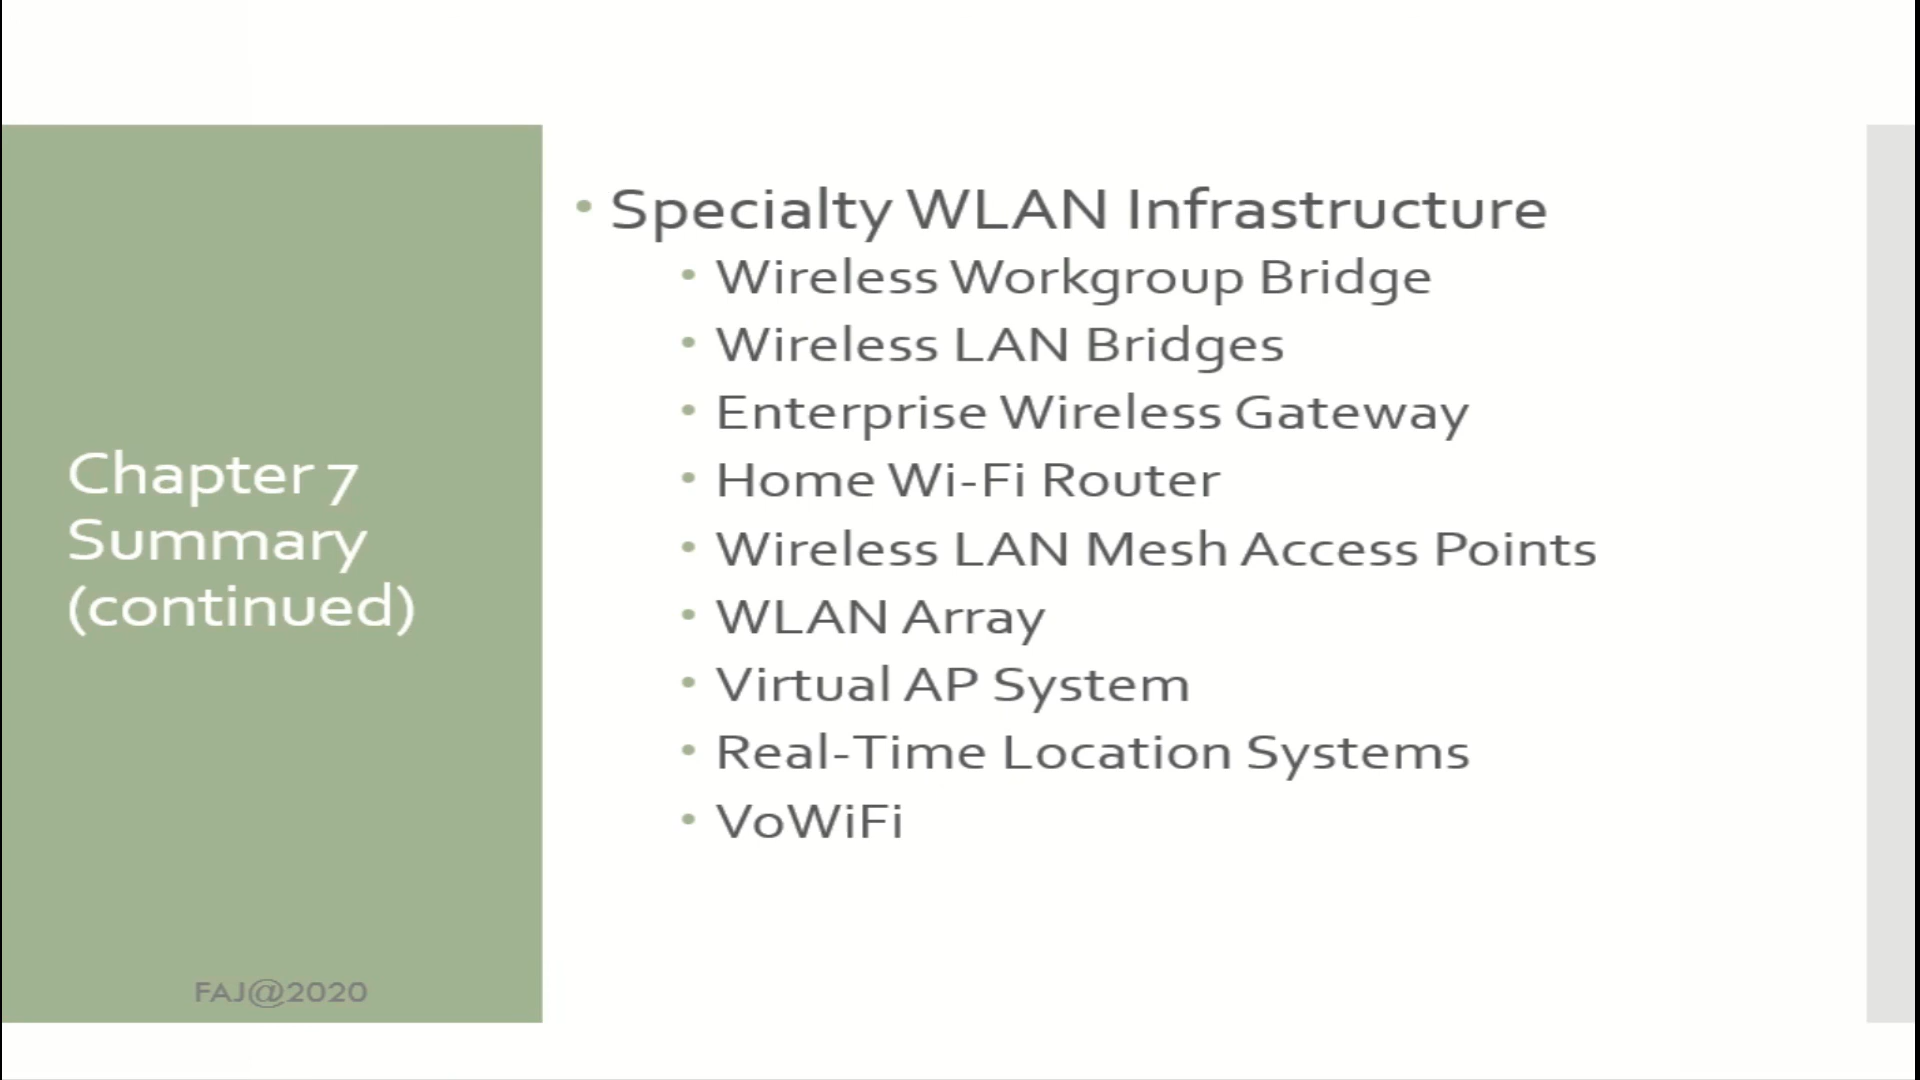 Chapter 7
Summary
(continued)
FAJ@2020
• Specialty WLAN Infrastructure
• Wireless Workgroup Bridge
• Wireless LAN Bridges
• Enterprise Wireless Gateway
• Home Wi-Fi Router
• Wireless LAN Mesh Access Points
• WLAN Array
• Virtual AP System
• Real-Time Location Systems
• VoWiFi